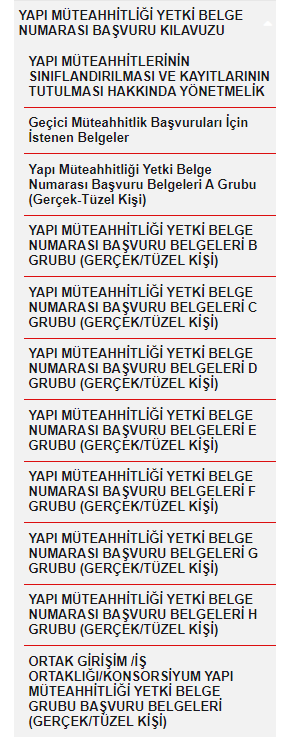 YAPI MÜTEAHHİTLİĞİ YETKİ BELGE
NUMARASI BAŞVURU KILAVUZU
YAPI MÜTEAHHİTLERİNİN
SINIFLANDIRILMASI VE KAYITLARININ
TUTULMASI HAKKINDA YÖNETMELİK
Geçici Müteahhitlik Başvuruları İçin
İstenen Belgeler
Yapı Müteahhitliği Yetki Belge
Numarası Başvuru Belgeleri A Grubu
(Gerçek-Tüzel Kişi)
YAPI MÜTEAHHİTLİĞİ YETKİ BELGE
NUMARASI BAŞVURU BELGELERİ B
GRUBU (GERÇEK/TÜZEL KİŞİ)
YAPI MÜTEAHHİTLİĞİ YETKİ BELGE
NUMARASI BAŞVURU BELGELERİ C
GRUBU (GERÇEK/TÜZEL KİŞİ)
YAPI MÜTEAHHİTLİĞİ YETKİ BELGE
NUMARASI BAŞVURU BELGELERİ D
GRUBU (GERÇEK/TÜZEL KİŞİ)
YAPI MÜTEAHHİTLİĞİ YETKİ BELGE
NUMARASI BAŞVURU BELGELERİ E
GRUBU (GERÇEK/TÜZEL KİŞİ)
YAPI MÜTEAHHİTLİĞİ YETKİ BELGE
NUMARASI BAŞVURU BELGELERİ F
GRUBU (GERÇEK/TÜZEL KİŞİ)
YAPI MÜTEAHHİTLİĞİ YETKİ BELGE
NUMARASI BAŞVURU BELGELERİ G
GRUBU (GERÇEK/TÜZEL KİŞİ)
YAPI MÜTEAHHİTLİĞİ YETKİ BELGE
NUMARASI BAŞVURU BELGELERİ H
GRUBU (GERÇEK/TÜZEL KİŞİ)
ORTAK GİRİŞİM /İŞ
ORTAKLIĞI/KONSORSİYUM YAPI
MÜTEAHHİTLİĞİ YETKİ BELGE
GRUBU BAŞVURU BELGELERİ
(GERÇEK/TÜZEL KİŞİ)